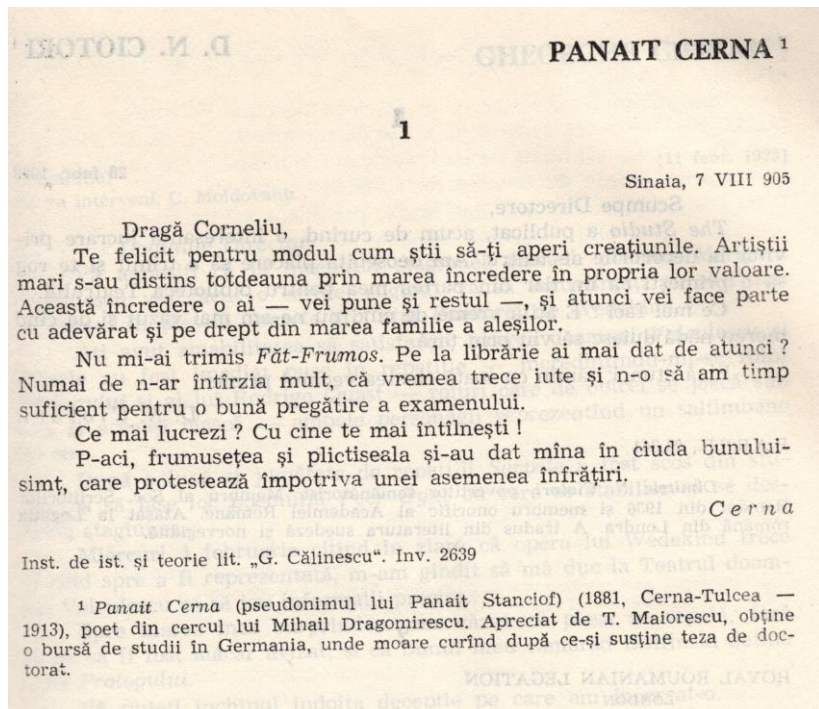 PANAIT CERNA ¹
1
Sinaia, 7 VIII 905
Dragă Corneliu,
Te felicit pentru modul cum știi să-ți aperi creațiunile. Artiștii
mari s-au distins totdeauna prin marea încredere în propria lor valoare.
Această încredere o ai — vei pune și restul —, și atunci vei face parte
cu adevărat și pe drept din marea familie a aleșilor.
Nu mi-ai trimis Făt-Frumos. Pe la librărie ai mai dat de atunci ?
Numai de n-ar întîrzia mult, că vremea trece iute și n-o să am timp
suficient pentru o bună pregătire a examenului.
Ce mai lucrezi ? Cu cine te mai întîlnești !
P-aci, frumusețea și plictiseala și-au dat mîna în ciuda bunului-
simt, care protestează împotriva unei asemenea înfrățiri.
Cerna
Inst. de ist. și teorie lit. „G. Călinescu“. Inv. 2639
¹ Panait Cerna (pseudonimul lui Panait Stanciof) (1881, Cerna-Tulcea —
1913), poet din cercul lui Mihail Dragomirescu. Apreciat de T. Maiorescu, obține
o bursă de studii în Germania, unde moare curînd după ce-și susține teza de doc-
torat.